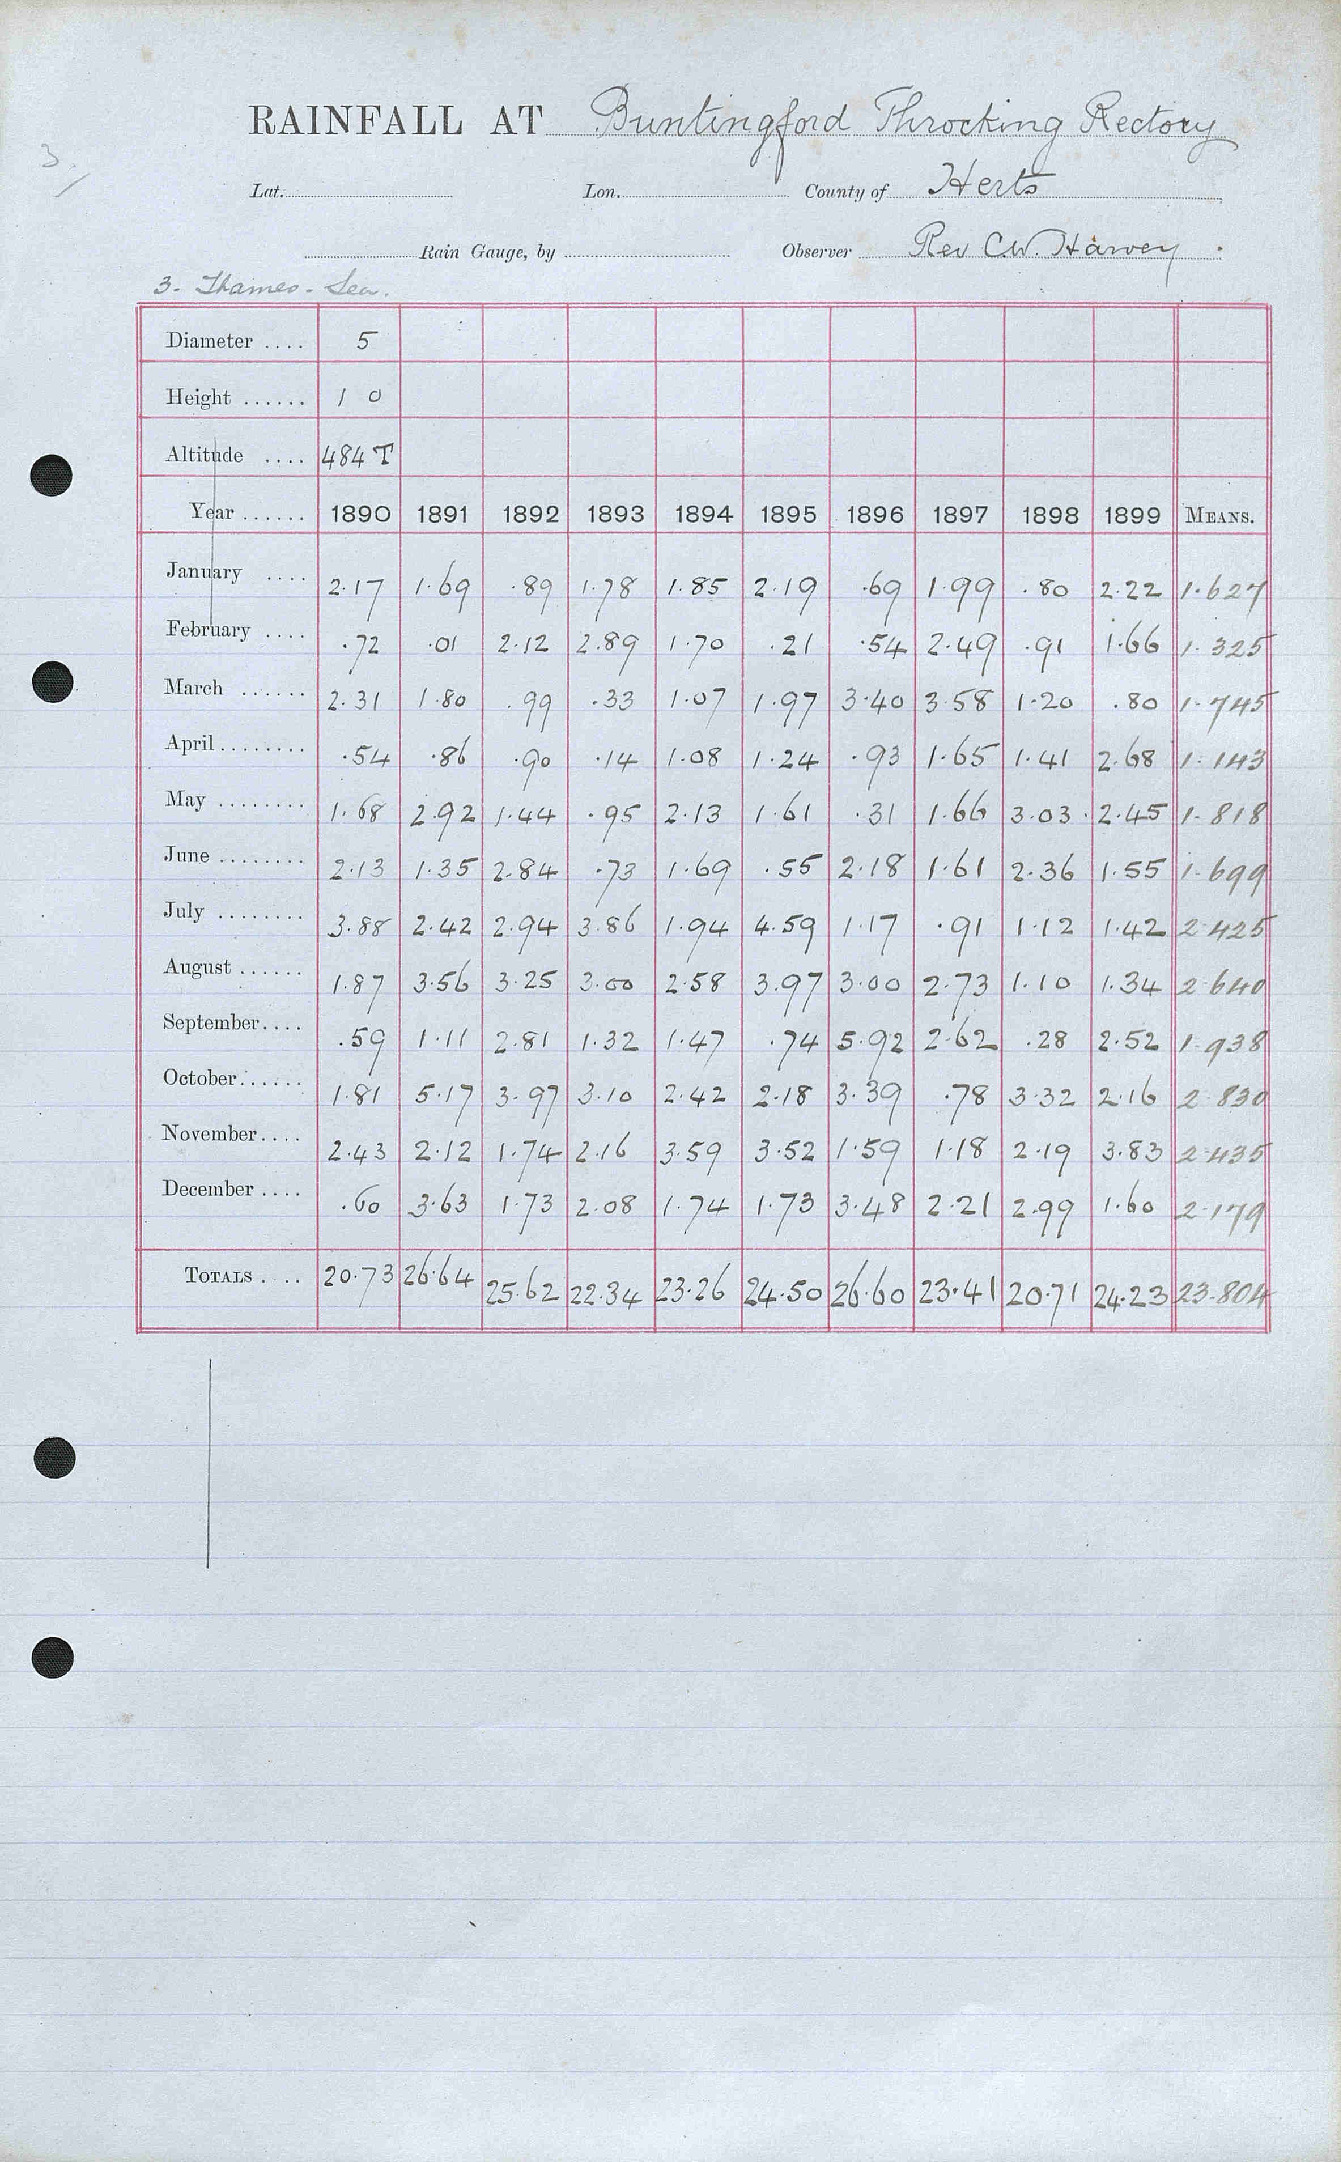 RAINFALL AT Buntingford Throcking Rectory
3.
Lat. Lon. County of Herts
Rain Gauge, by Observer Rev C.W. Harvey
3. Thames - Sea.
Diameter .... 5
Height ...... 1 0
Altitude .... 484 T
Year ...... 1890 1891 1892 1893 1894 1895 1896 1897 1898 1899 MEANS.
January .... 2.17 1.69 .89 1.78 1.85 2.19 .69 1.99 .80 2.22 1.627
February .... .72 .01 2.12 2.89 1.70 .21 .54 2.49 .91 1.66 1.325
March ...... 2.31 1.80 .99 .33 1.07 1.97 3.40 3.58 1.20 .80 1.745
April ........ .54 .86 .90 .14 1.08 1.24 .93 1.65 1.41 2.68 1.143
May ........ 1.68 2.92 1.44 .95 2.13 1.61 .31 1.66 3.03 2.45 1.818
June ........ 2.13 1.35 2.84 .73 1.69 .55 2.18 1.61 2.36 1.55 1.699
July ........ 3.88 2.42 2.94 3.86 1.94 4.59 1.17 .91 1.12 1.42 2.425
August ...... 1.87 3.56 3.25 3.00 2.58 3.97 3.00 2.73 1.10 1.34 2.640
September .... .59 1.11 2.81 1.32 1.47 .74 5.92 2.62 .28 2.52 1.938
October ...... 1.81 5.17 3.97 3.10 2.42 2.18 3.39 .78 3.32 2.16 2.830
November .... 2.43 2.12 1.74 2.16 3.59 3.52 1.59 1.18 2.19 3.83 2.435
December .... .60 3.63 1.73 2.08 1.74 1.73 3.48 2.21 2.99 1.60 2.179
TOTALS .... 20.73 26.64 25.62 22.34 23.26 24.50 26.60 23.41 20.71 24.23 23.804